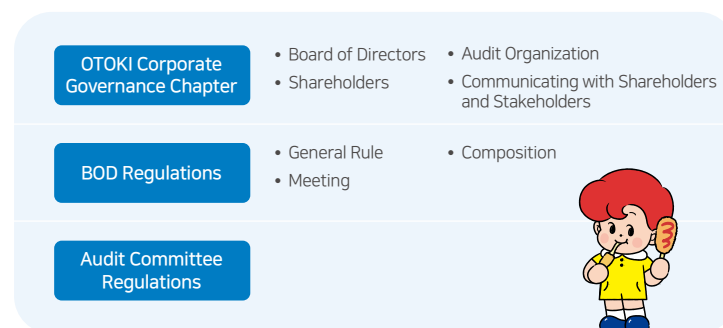 OTOKI Corporate
Governance Chapter
• Board of Directors
• Shareholders
• Audit Organization
• Communicating with Shareholders
and Stakeholders
BOD Regulations
• General Rule
• Meeting
• Composition
Audit Committee
Regulations